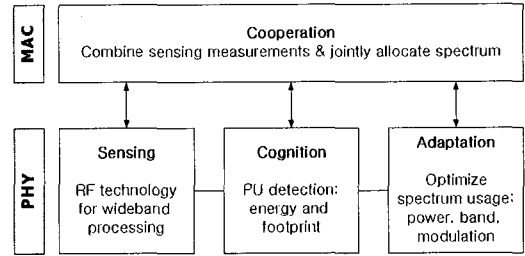 MAC
Cooperation
Combine sensing measurements & jointly allocate spectrum
PHY
Sensing
RF technology
for wideband
processing
Cognition
PU detection:
energy and
footprint
Adaptation
Optimize
spectrum usage:
power, band,
modulation